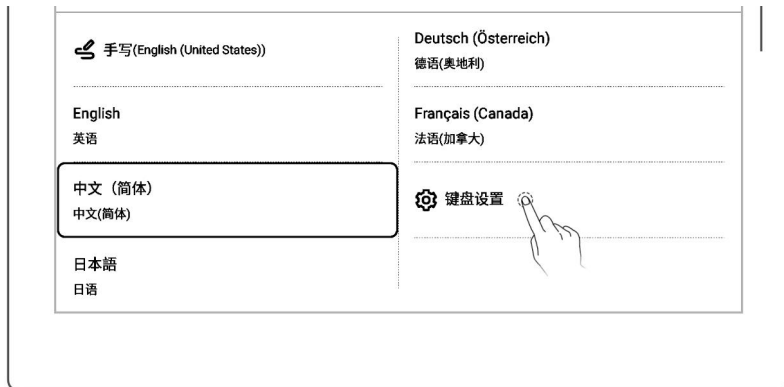 手写(English (United States))
English
英语
中文（简体）
中文(简体)
日本語
日语
Deutsch (Österreich)
德语(奥地利)
Français (Canada)
法语(加拿大)
键盘设置